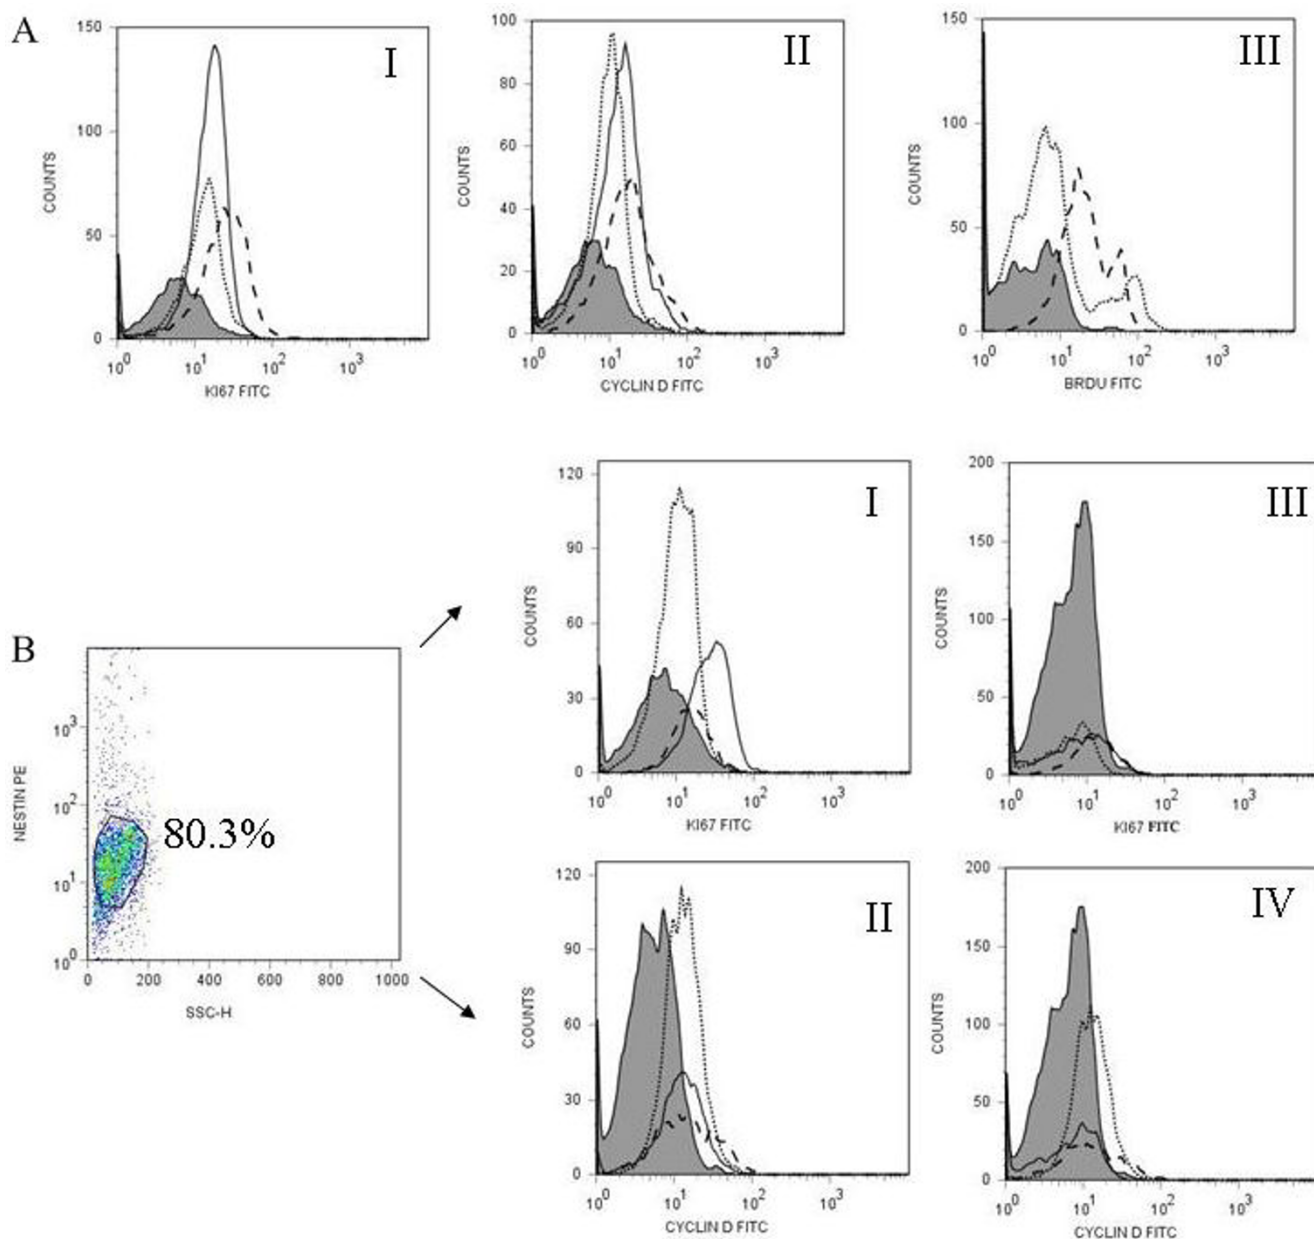 A
I
150
100
50
0
COUNTS
10^0 10^1 10^2 10^3
KI67 FITC
II
100
80
60
40
20
0
COUNTS
10^0 10^1 10^2 10^3
CYCLIN D FITC
III
150
100
50
0
COUNTS
10^0 10^1 10^2 10^3
BRDU FITC
B
10^3
10^2
10^1
10^0
NESTIN PE
80.3%
0 200 400 600 800 1000
SSC-H
I
120
90
60
30
0
COUNTS
10^0 10^1 10^2 10^3
KI67 FITC
III
200
150
100
50
0
COUNTS
10^0 10^1 10^2 10^3
KI67 FITC
II
120
90
60
30
0
COUNTS
10^0 10^1 10^2 10^3
CYCLIN D FITC
IV
200
150
100
50
0
COUNTS
10^0 10^1 10^2 10^3
CYCLIN D FITC